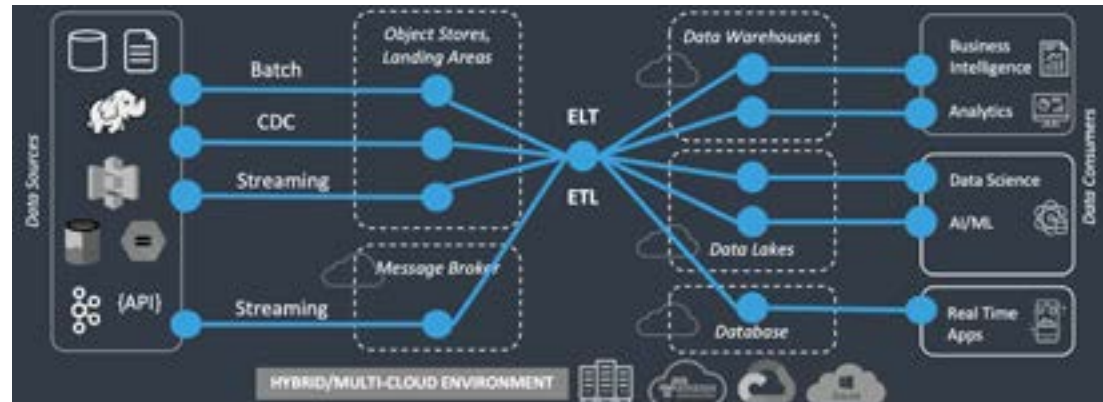 Data Sources
{API}
Batch
CDC
Streaming
Streaming
Object Stores,
Landing Areas
Message Broker
ELT
ETL
Data Warehouses
Data Lakes
Database
Business
Intelligence
Analytics
Data Science
AI/ML
Real Time
Apps
Data Consumers
HYBRID/MULTI-CLOUD ENVIRONMENT